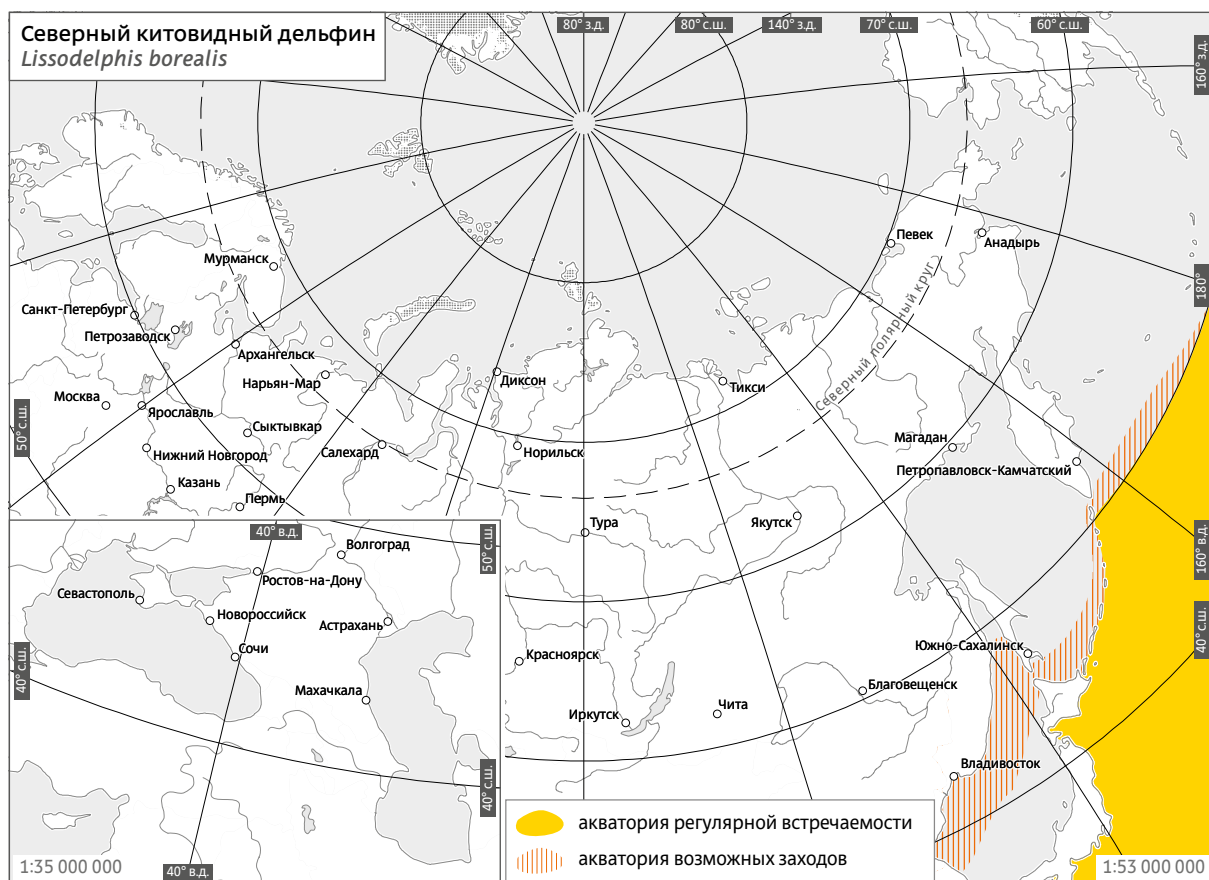 Северный китовидный дельфин
Lissodelphis borealis
80° з.д.
80° с.ш.
140° з.д.
70° с.ш.
60° с.ш.
160° з.д.
Певек
Анадырь
Мурманск
180°
Северный полярный круг
Санкт-Петербург
Петрозаводск
Архангельск
Нарьян-Мар
Диксон
Тикси
Москва
Ярославль
50° с.ш.
Сыктывкар
Нижний Новгород
Салехард
Норильск
Магадан
Петропавловск-Камчатский
Казань
Пермь
Тура
Якутск
40° в.д.
Волгоград
50° с.ш.
160° в.д.
Ростов-на-Дону
Севастополь
Новороссийск
Астрахань
40° с.ш.
Сочи
Красноярск
Южно-Сахалинск
40° с.ш.
Махачкала
Благовещенск
Иркутск
Чита
Владивосток
40° с.ш.
акватория регулярной встречаемости
акватория возможных заходов
1:35 000 000
40° в.д.
1:53 000 000